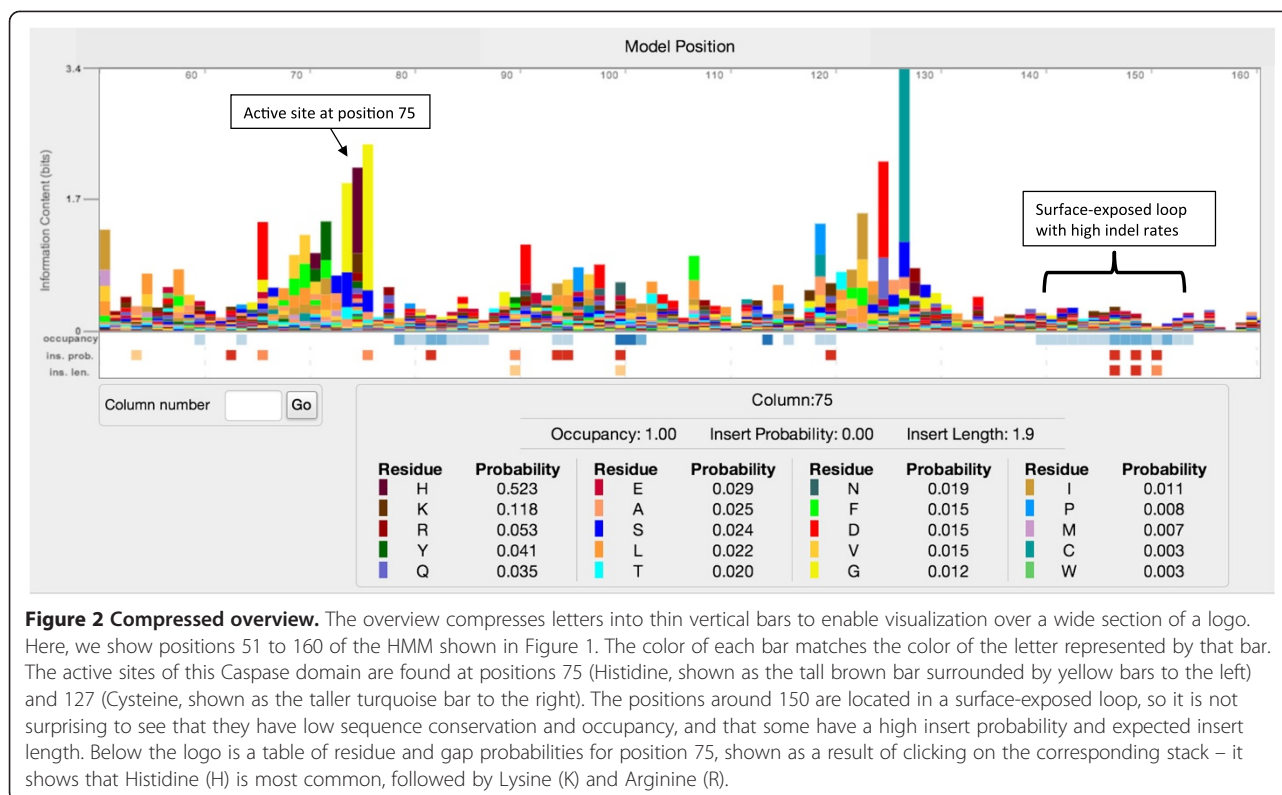 Model Position
3.4
60 70 80 90 100 110 120 130 140 150 160
Active site at position 75
1.7
Information Content (bits)
Surface-exposed loop
with high indel rates
0
occupancy
ins. prob.
ins. len.
Column number Go
Column:75
Occupancy: 1.00 Insert Probability: 0.00 Insert Length: 1.9
Residue Probability Residue Probability Residue Probability Residue Probability
H 0.523 E 0.029 N 0.019 I 0.011
K 0.118 A 0.025 F 0.015 P 0.008
R 0.053 S 0.024 D 0.015 M 0.007
Y 0.041 L 0.022 V 0.015 C 0.003
Q 0.035 T 0.020 G 0.012 W 0.003
Figure 2 Compressed overview. The overview compresses letters into thin vertical bars to enable visualization over a wide section of a logo.
Here, we show positions 51 to 160 of the HMM shown in Figure 1. The color of each bar matches the color of the letter represented by that bar.
The active sites of this Caspase domain are found at positions 75 (Histidine, shown as the tall brown bar surrounded by yellow bars to the left)
and 127 (Cysteine, shown as the taller turquoise bar to the right). The positions around 150 are located in a surface-exposed loop, so it is not
surprising to see that they have low sequence conservation and occupancy, and that some have a high insert probability and expected insert
length. Below the logo is a table of residue and gap probabilities for position 75, shown as a result of clicking on the corresponding stack – it
shows that Histidine (H) is most common, followed by Lysine (K) and Arginine (R).